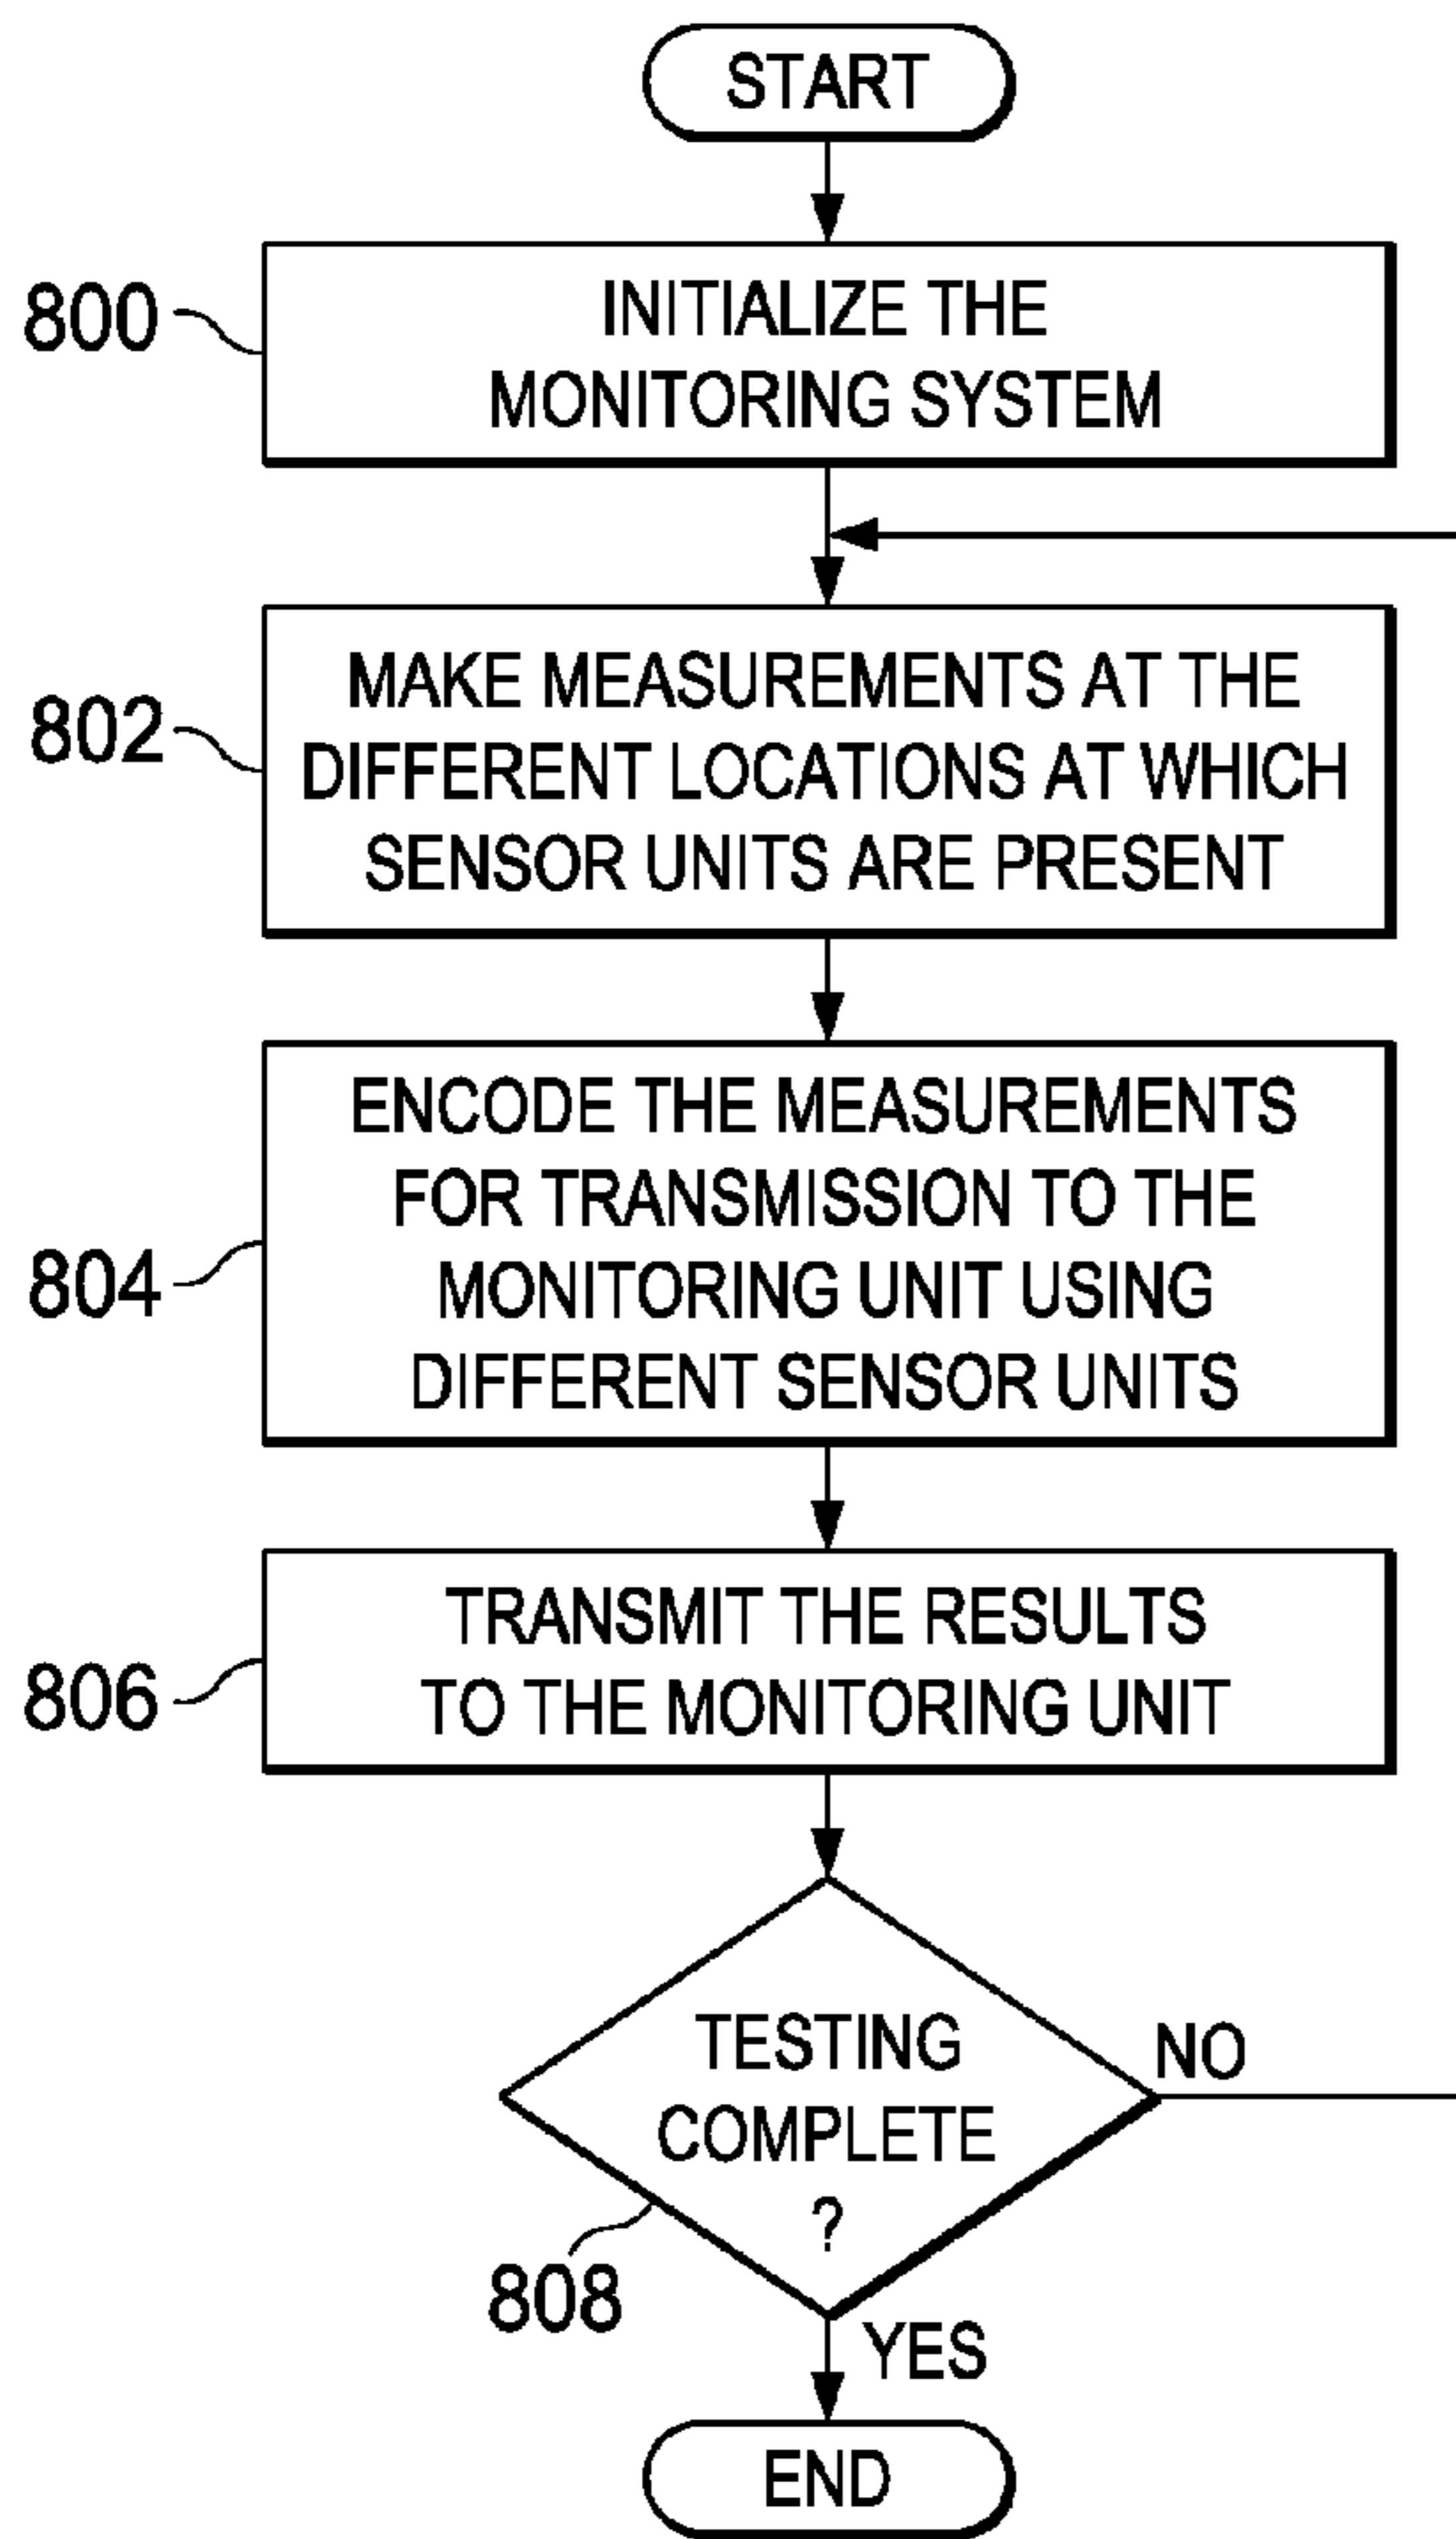 START
800
INITIALIZE THE
MONITORING SYSTEM
802
MAKE MEASUREMENTS AT THE
DIFFERENT LOCATIONS AT WHICH
SENSOR UNITS ARE PRESENT
804
ENCODE THE MEASUREMENTS
FOR TRANSMISSION TO THE
MONITORING UNIT USING
DIFFERENT SENSOR UNITS
806
TRANSMIT THE RESULTS
TO THE MONITORING UNIT
TESTING
COMPLETE
?
NO
808
YES
END